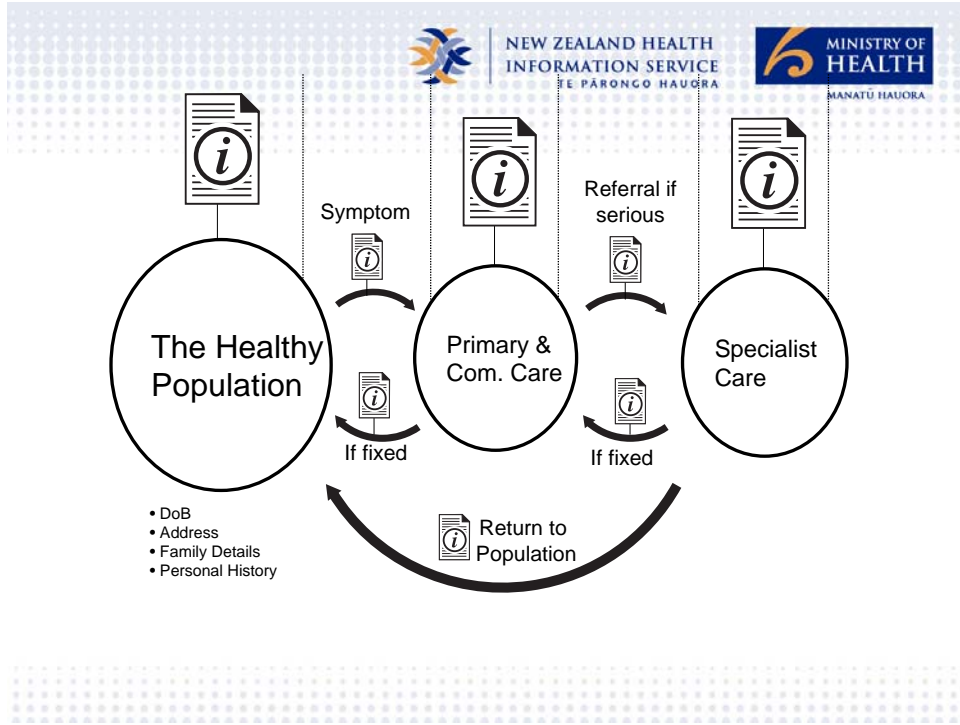 NEW ZEALAND HEALTH
INFORMATION SERVICE
TE PĀRONGO HAUORA
MINISTRY OF
HEALTH
MANATŪ HAUORA
i
i
i
Symptom
i
Referral if
serious
i
The Healthy
Population
Primary &
Com. Care
Specialist
Care
i
If fixed
i
If fixed
• DoB
• Address
• Family Details
• Personal History
i
Return to
Population